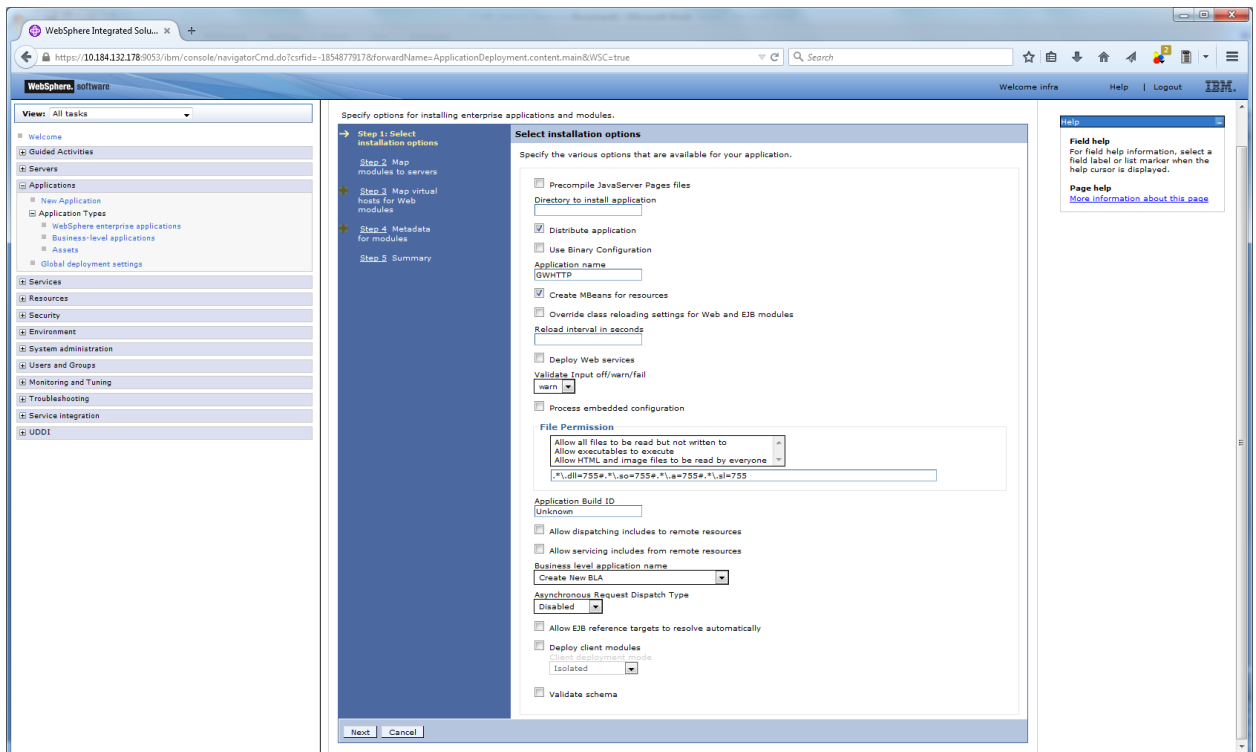 WebSphere Integrated Solu... × +
https://10.184.132.178:9053/ibm/console/navigatorCmd.do?csrfid=-1854877917&forwardName=ApplicationDeployment.content.main&WSC=true
Search
2
WebSphere. software
Welcome infra Help | Logout IBM.
View: All tasks
Welcome
Guided Activities
Servers
Applications
New Application
Application Types
WebSphere enterprise applications
Business-level applications
Assets
Global deployment settings
Services
Resources
Security
Environment
System administration
Users and Groups
Monitoring and Tuning
Troubleshooting
Service integration
UDDI
Specify options for installing enterprise applications and modules.
Step 1: Select
installation options
Step 2 Map
modules to servers
Step 3 Map virtual
hosts for Web
modules
Step 4 Metadata
for modules
Step 5 Summary
Select installation options
Specify the various options that are available for your application.
Precompile JavaServer Pages files
Directory to install application
Distribute application
Use Binary Configuration
Application name
GWHTTP
Create MBeans for resources
Override class reloading settings for Web and EJB modules
Reload interval in seconds
Deploy Web services
Validate Input off/warn/fail
warn
Process embedded configuration
File Permission
Allow all files to be read but not written to
Allow executables to execute
Allow HTML and image files to be read by everyone
.*\.dll=755#.*\.so=755#.*\.a=755#.*\.sl=755
Application Build ID
Unknown
Allow dispatching includes to remote resources
Allow servicing includes from remote resources
Business level application name
Create New BLA
Asynchronous Request Dispatch Type
Disabled
Allow EJB reference targets to resolve automatically
Deploy client modules
Client deployment mode
Isolated
Validate schema
Next Cancel
Help
Field help
For field help information, select a
field label or list marker when the
help cursor is displayed.
Page help
More information about this page